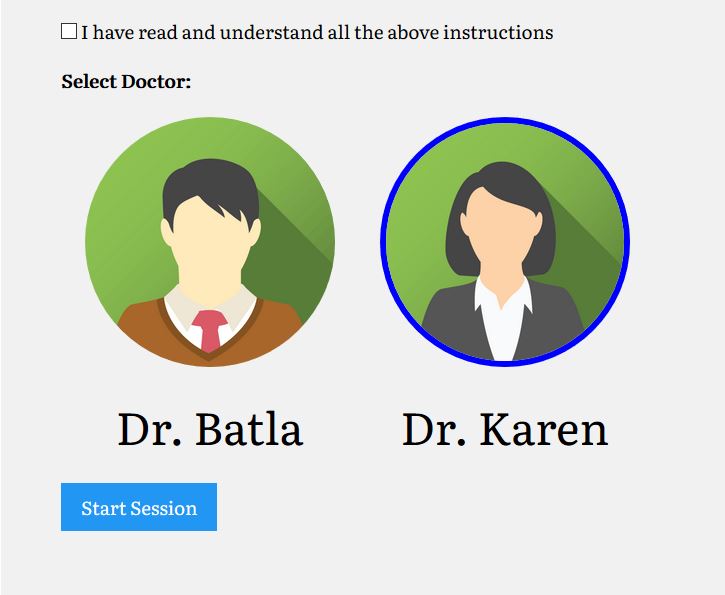 I have read and understand all the above instructions
Select Doctor:
Dr. Batla Dr. Karen
Start Session